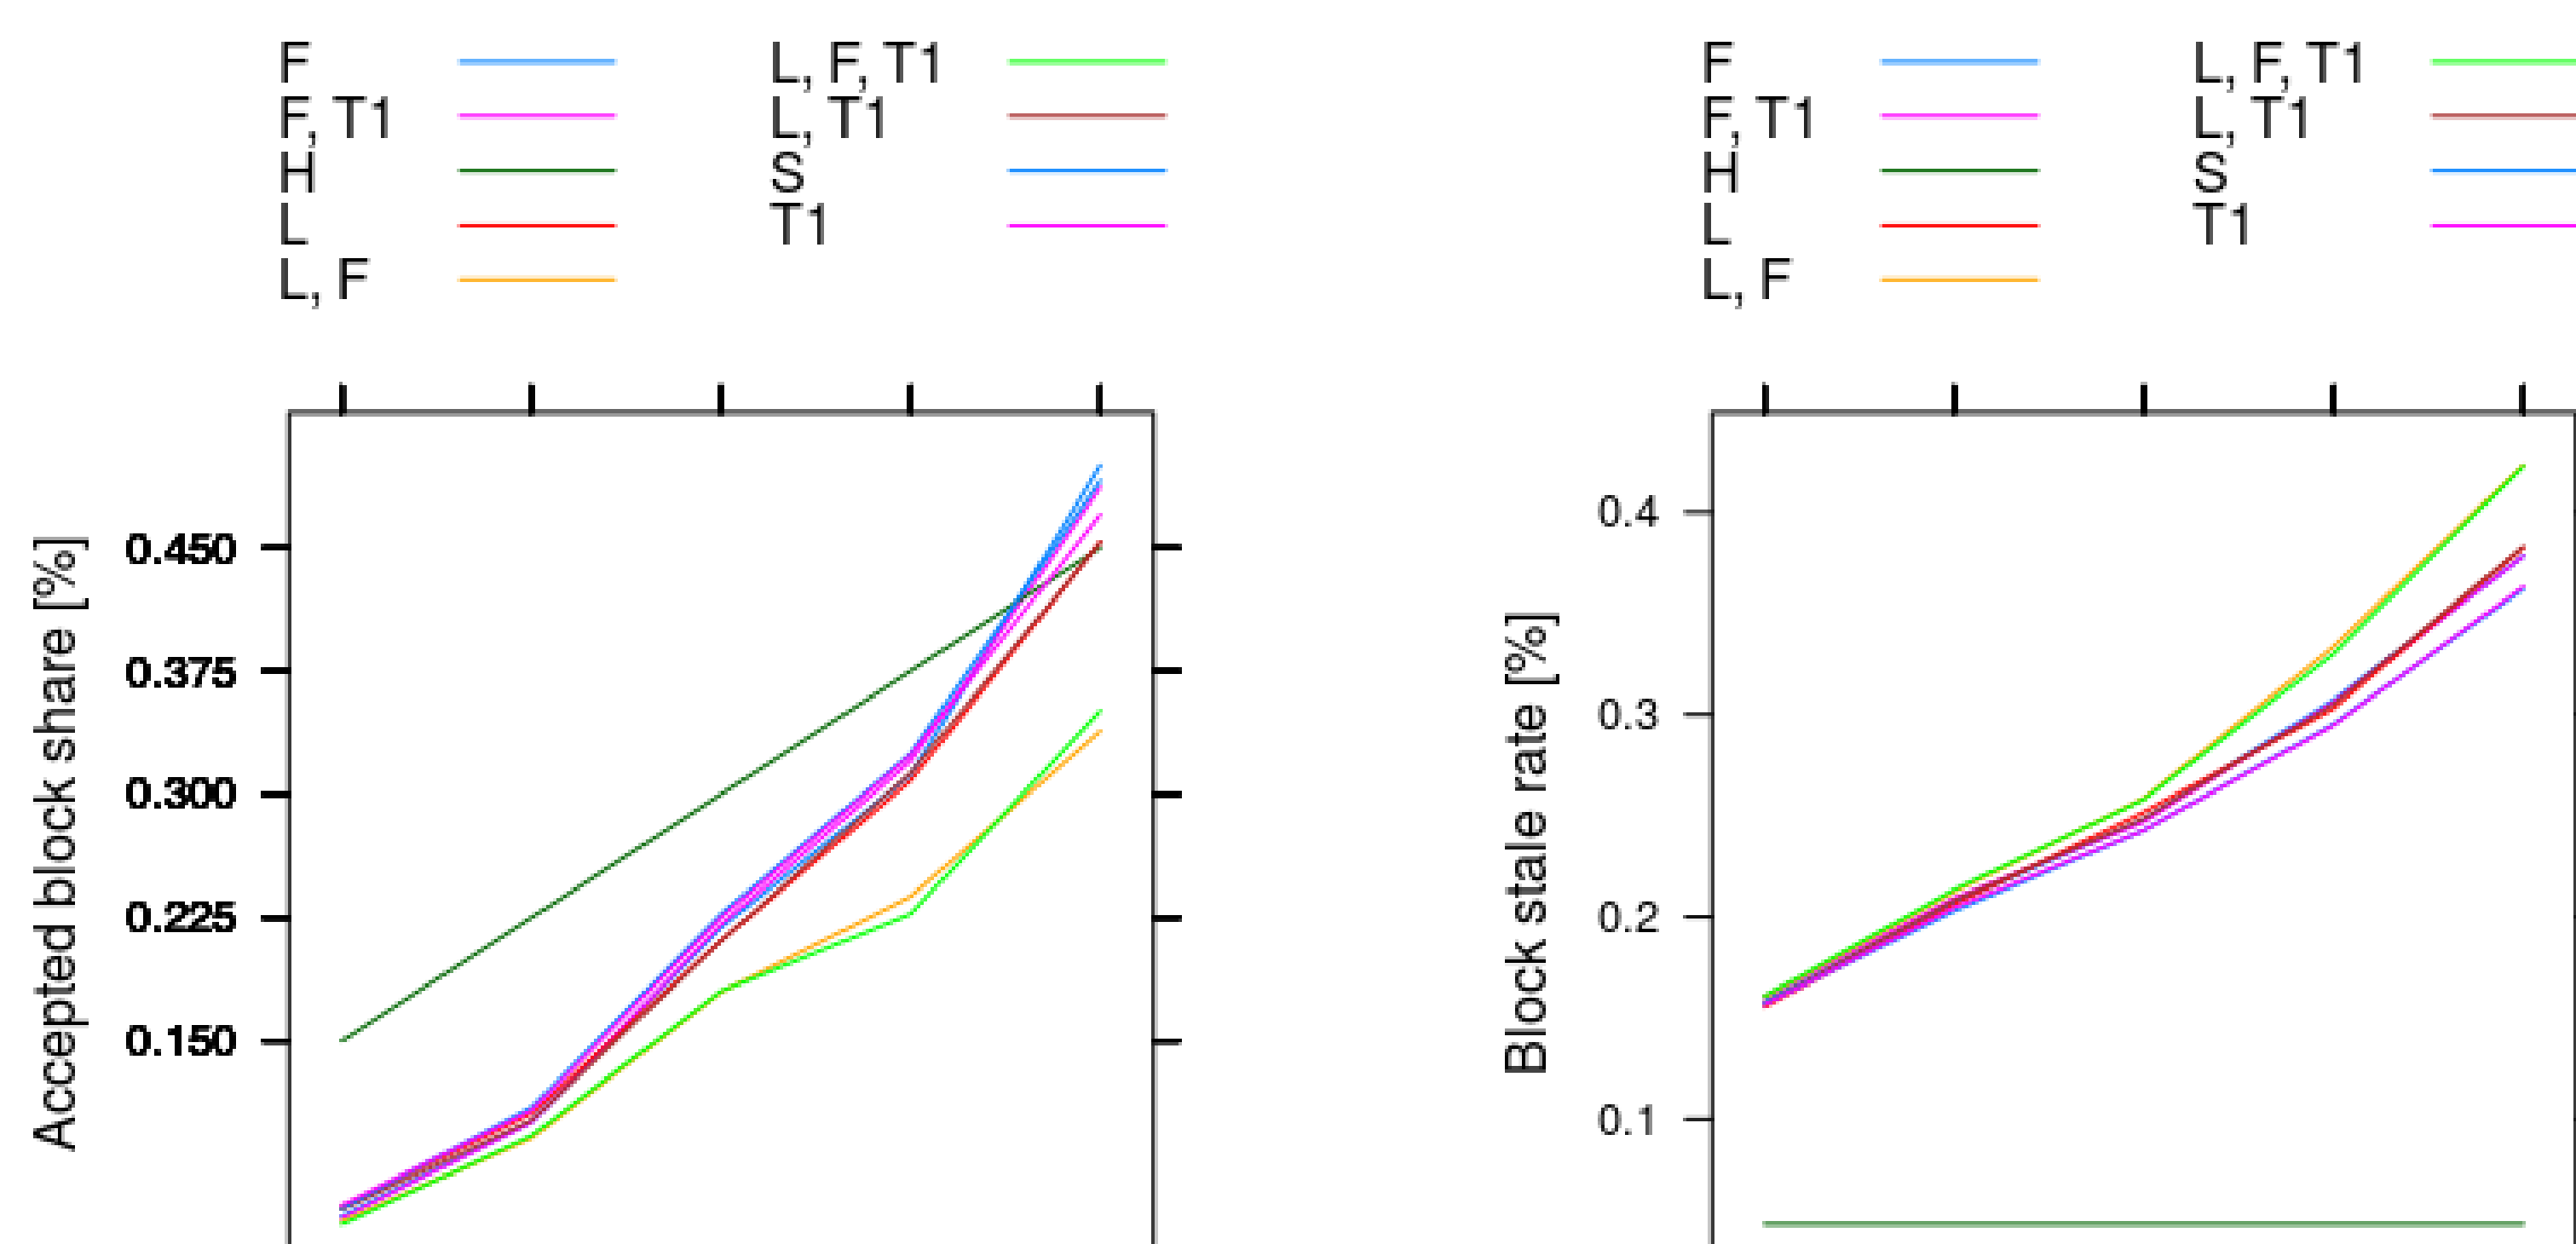 F
F, T1
H
L
L, F
L, F, T1
L, T1
S
T1
Accepted block share [%]
0.450
0.375
0.300
0.225
0.150
F
F, T1
H
L
L, F
L, F, T1
L, T1
S
T1
Block stale rate [%]
0.4
0.3
0.2
0.1